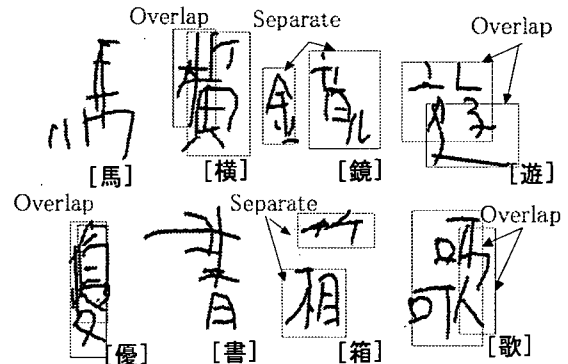 Overlap Separate Overlap
[馬] [横] [鏡] [遊]
Overlap Separate Overlap
[優] [書] [箱] [歌]